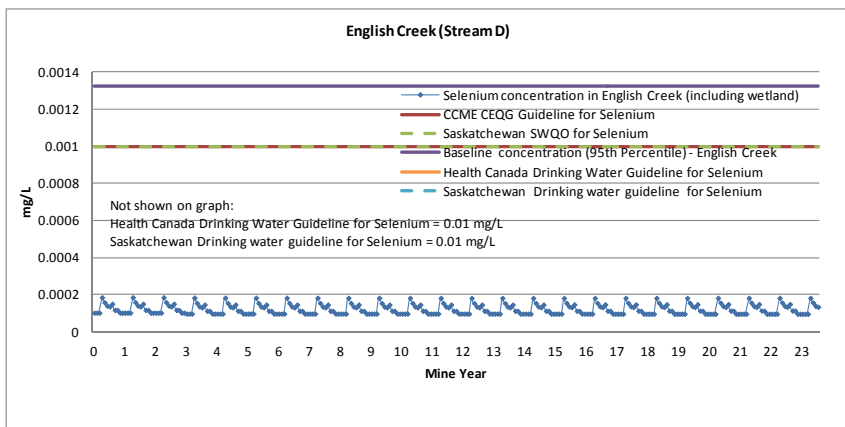 English Creek (Stream D)
0.0014
0.0012
0.001
0.0008
0.0006
0.0004
0.0002
0
mg/L
Selenium concentration in English Creek (including wetland)
CCME CEQG Guideline for Selenium
Saskatchewan SWQO for Selenium
Baseline concentration (95th Percentile) - English Creek
Health Canada Drinking Water Guideline for Selenium
Saskatchewan Drinking water guideline for Selenium
Not shown on graph:
Health Canada Drinking Water Guideline for Selenium = 0.01 mg/L
Saskatchewan Drinking water guideline for Selenium = 0.01 mg/L
0 1 2 3 4 5 6 7 8 9 10 11 12 13 14 15 16 17 18 19 20 21 22 23
Mine Year